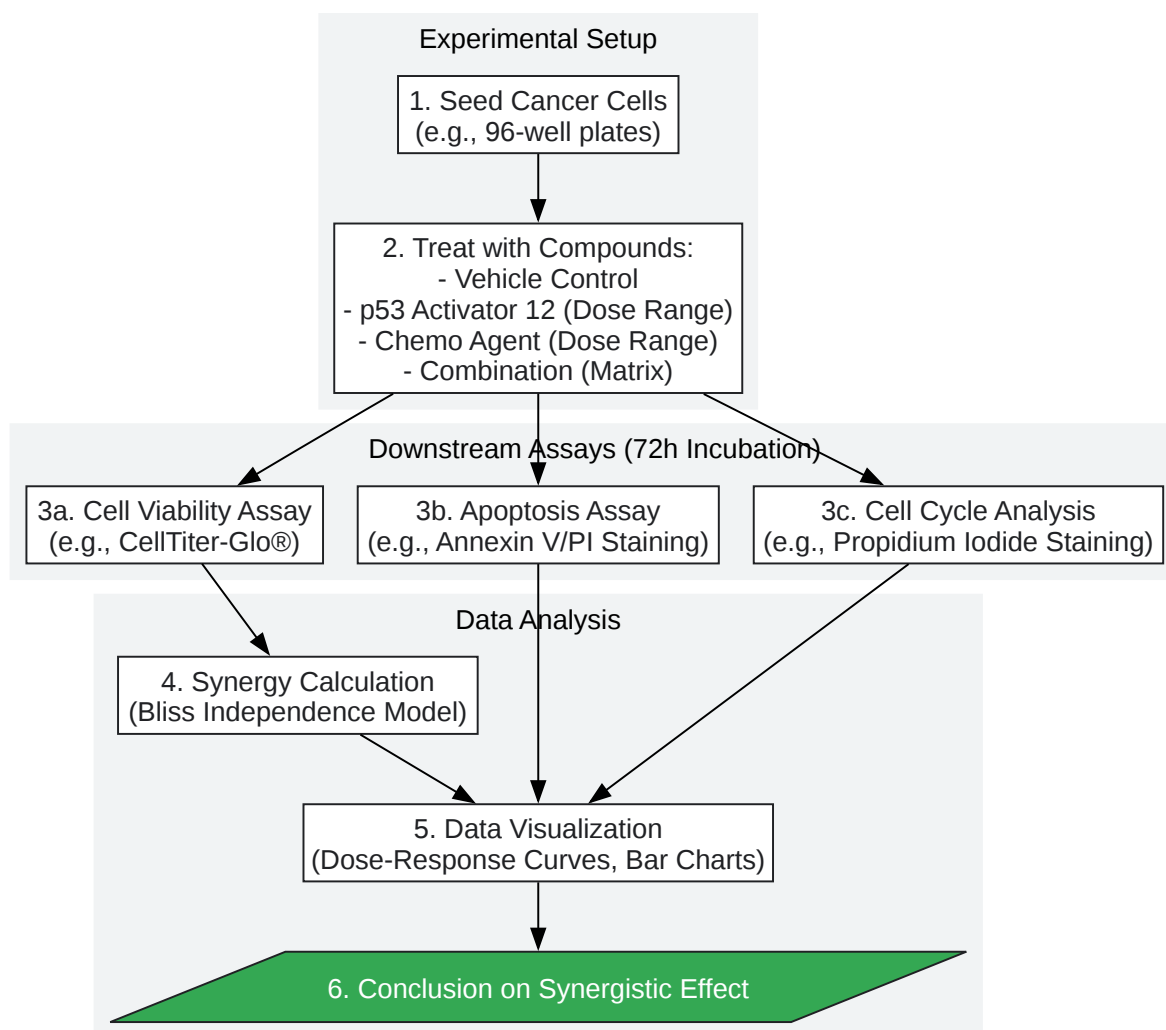 Experimental Setup
1. Seed Cancer Cells
(e.g., 96-well plates)
2. Treat with Compounds:
- Vehicle Control
- p53 Activator 12 (Dose Range)
- Chemo Agent (Dose Range)
- Combination (Matrix)
Downstream Assays (72h Incubation)
3a. Cell Viability Assay
(e.g., CellTiter-Glo®)
3b. Apoptosis Assay
(e.g., Annexin V/PI Staining)
3c. Cell Cycle Analysis
(e.g., Propidium Iodide Staining)
Data Analysis
4. Synergy Calculation
(Bliss Independence Model)
5. Data Visualization
(Dose-Response Curves, Bar Charts)
6. Conclusion on Synergistic Effect